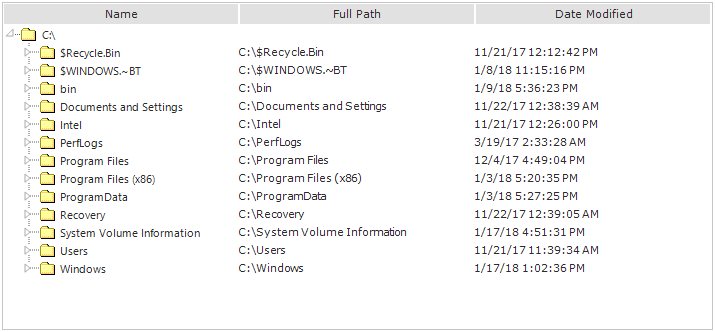 Name Full Path Date Modified
C:\
$Recycle.Bin C:\$Recycle.Bin 11/21/17 12:12:42 PM
$WINDOWS.~BT C:\$WINDOWS.~BT 1/8/18 11:15:16 PM
bin C:\bin 1/9/18 5:36:23 PM
Documents and Settings C:\Documents and Settings 11/22/17 12:38:39 AM
Intel C:\Intel 11/21/17 12:26:00 PM
PerfLogs C:\PerfLogs 3/19/17 2:33:28 AM
Program Files C:\Program Files 12/4/17 4:49:04 PM
Program Files (x86) C:\Program Files (x86) 1/3/18 5:20:35 PM
ProgramData C:\ProgramData 1/3/18 5:27:25 PM
Recovery C:\Recovery 11/22/17 12:39:05 AM
System Volume Information C:\System Volume Information 1/17/18 4:51:31 PM
Users C:\Users 11/21/17 11:39:34 AM
Windows C:\Windows 1/17/18 1:02:36 PM